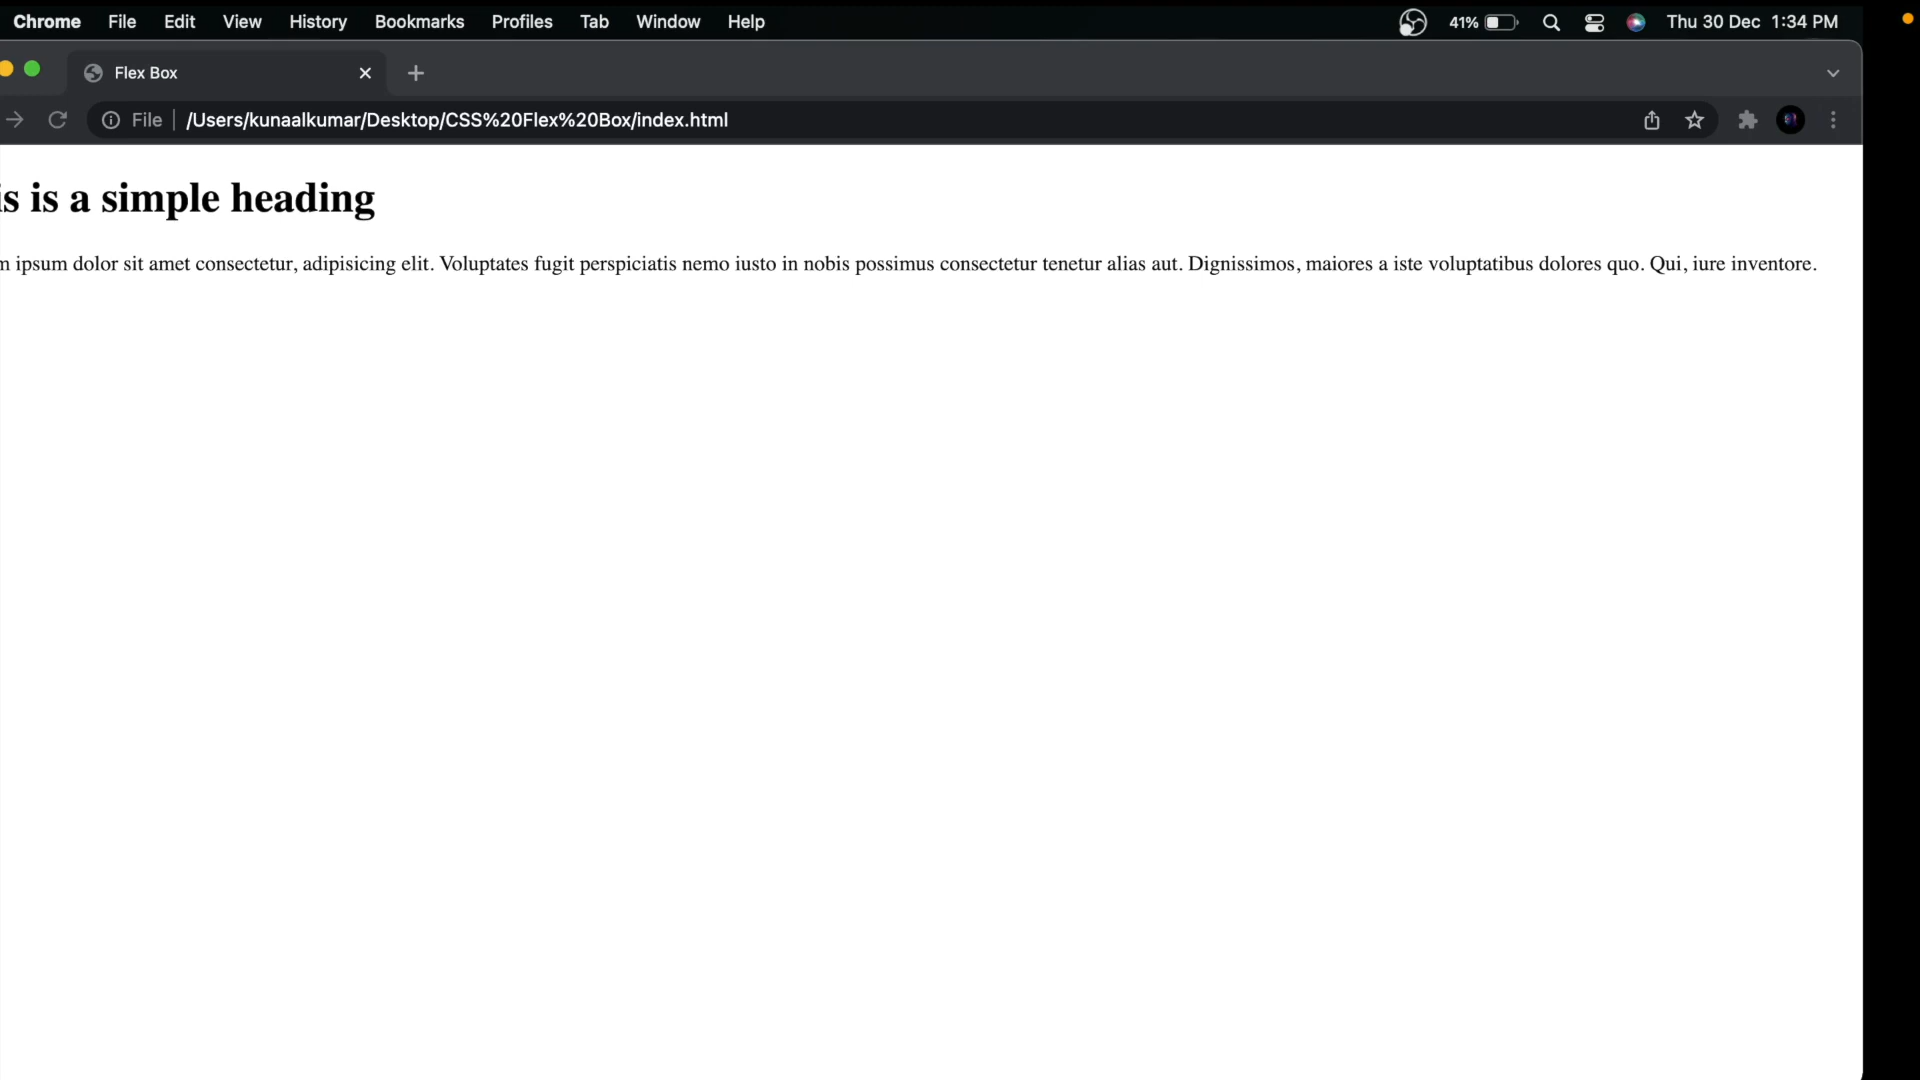 Chrome File Edit View History Bookmarks Profiles Tab Window Help 41% Thu 30 Dec 1:34 PM
Flex Box
File /Users/kunaalkumar/Desktop/CSS%20Flex%20Box/index.html
is is a simple heading
m ipsum dolor sit amet consectetur, adipisicing elit. Voluptates fugit perspiciatis nemo iusto in nobis possimus consectetur tenetur alias aut. Dignissimos, maiores a iste voluptatibus dolores quo. Qui, iure inventore.